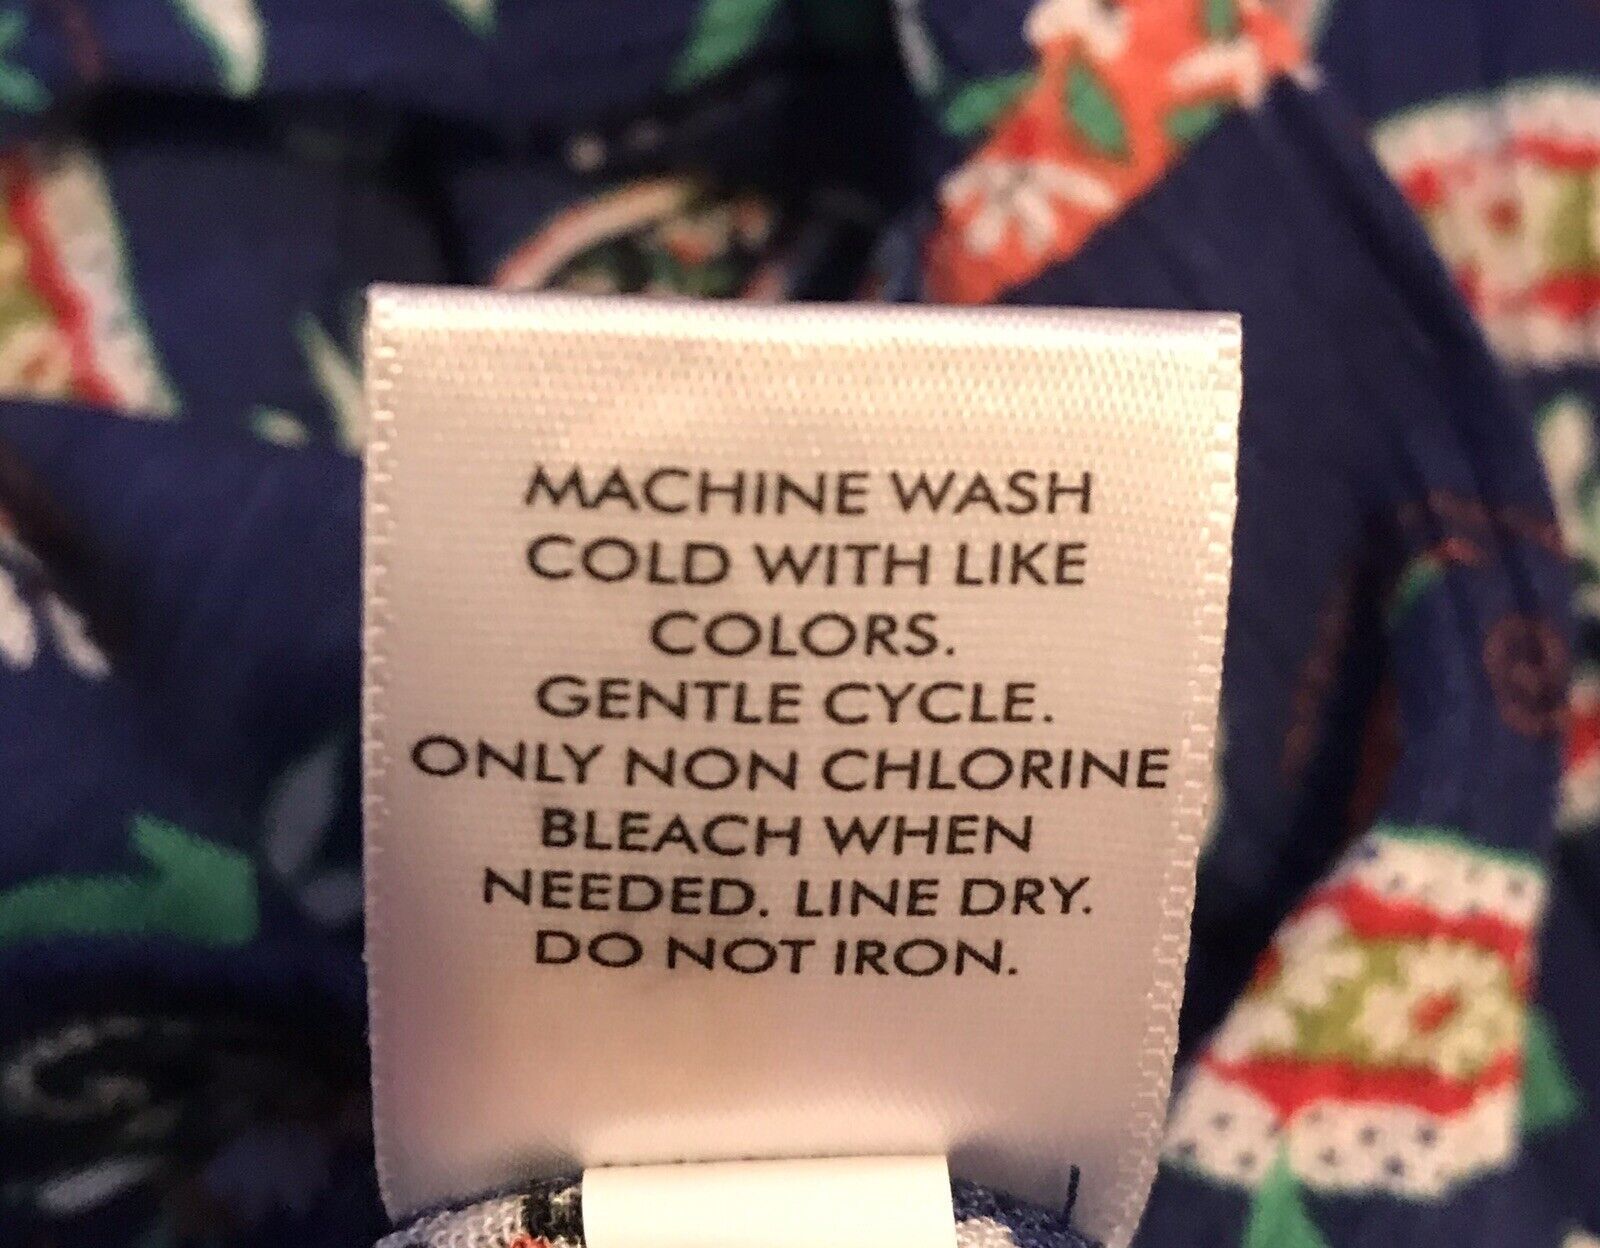 MACHINE WASH
COLD WITH LIKE
COLORS.
GENTLE CYCLE.
ONLY NON CHLORINE
BLEACH WHEN
NEEDED. LINE DRY.
DO NOT IRON.